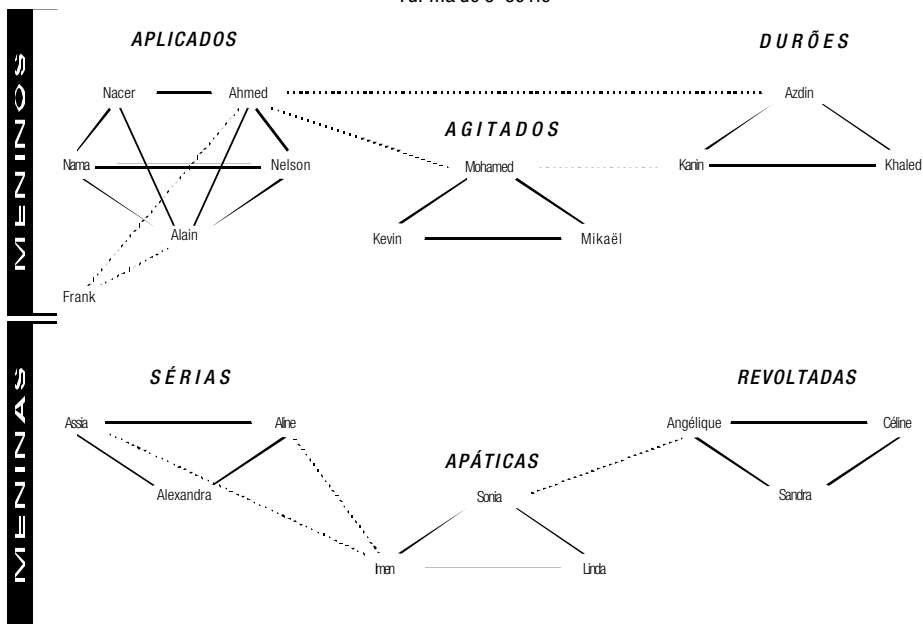 MENINOS
APLICADOS
DURÕES
Nacer Ahmed Azdin
AGITADOS
Nama Nelson Mohamed Kanin Khaled
Alain Kevin Mikaël
Frank
MENINAS
SÉRIAS REVOLTADAS
Assia Aline Angélique Céline
APÁTICAS
Alexandra Sonia Sandra
Imen Linda